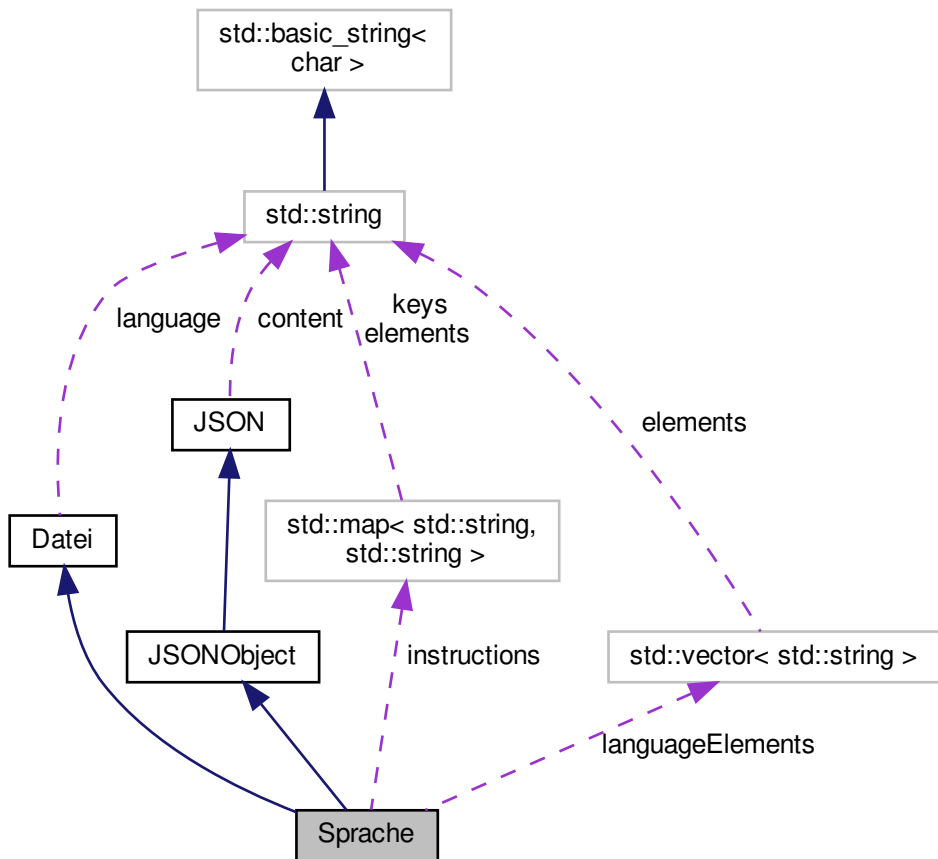 std::basic_string<
char >
std::string
language
content
keys
elements
JSON
elements
Datei
std::map< std::string,
std::string >
JSONObject
instructions
std::vector< std::string >
languageElements
Sprache